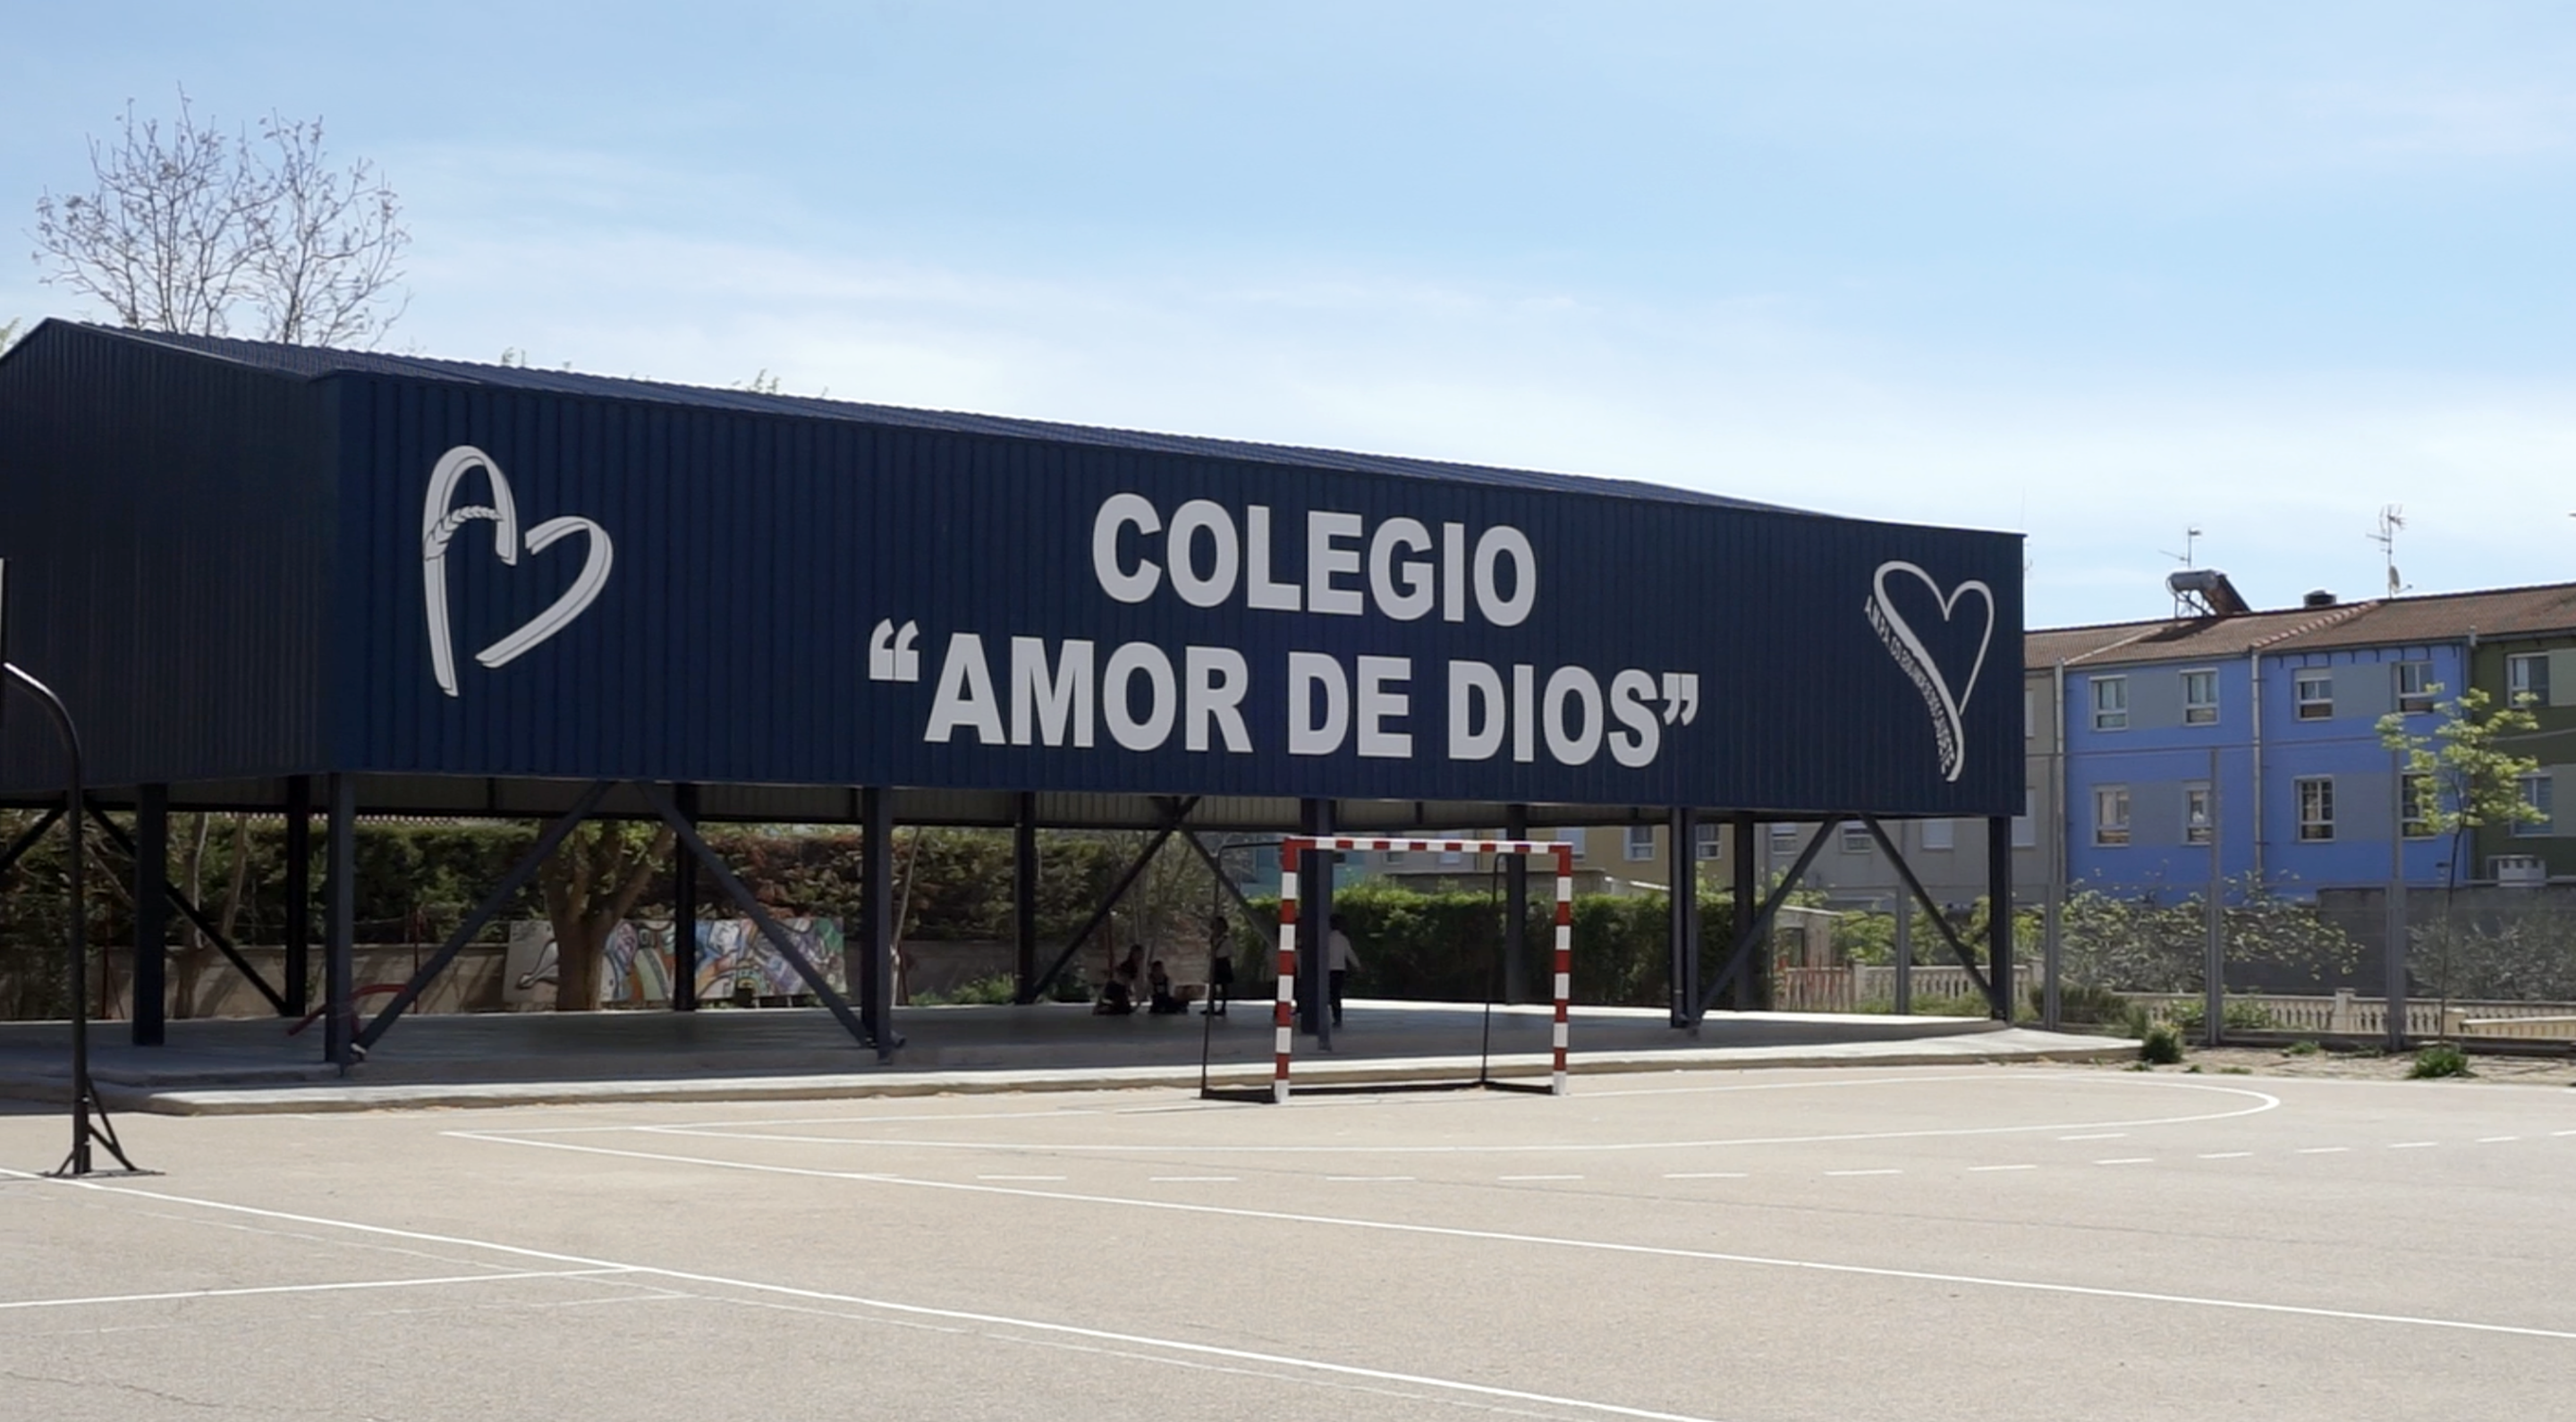 COLEGIO
“AMOR DE DIOS”
A.M.P.A.